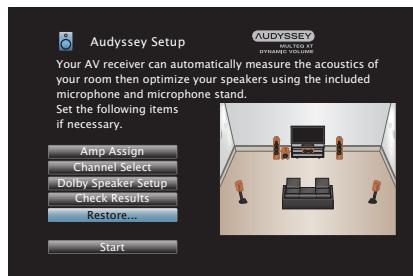 Audyssey Setup
AUDYSSEY
MULTEQ XT
DYNAMIC VOLUME
Your AV receiver can automatically measure the acoustics of
your room then optimize your speakers using the included
microphone and microphone stand.
Set the following items
if necessary.
Amp Assign
Channel Select
Dolby Speaker Setup
Check Results
Restore...
Start